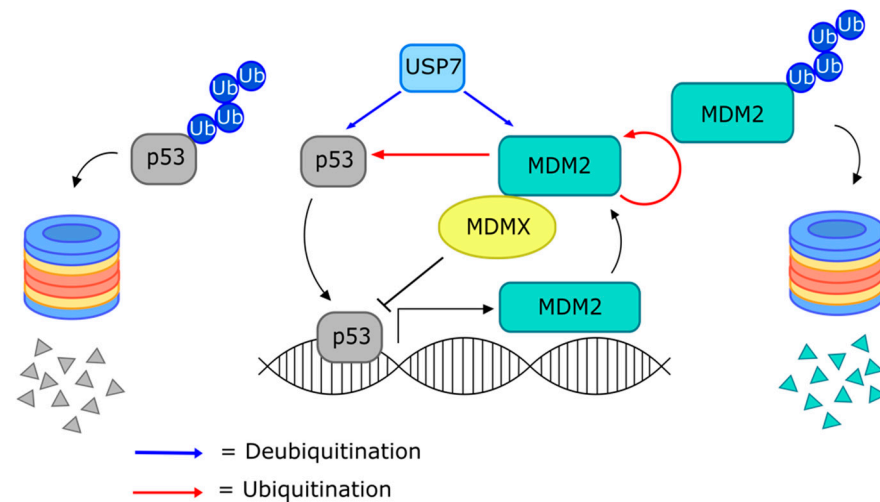 Ub
Ub
Ub
Ub
p53
USP7
Ub
Ub
Ub
Ub
MDM2
p53
MDM2
MDMX
p53
MDM2
= Deubiquitination
= Ubiquitination